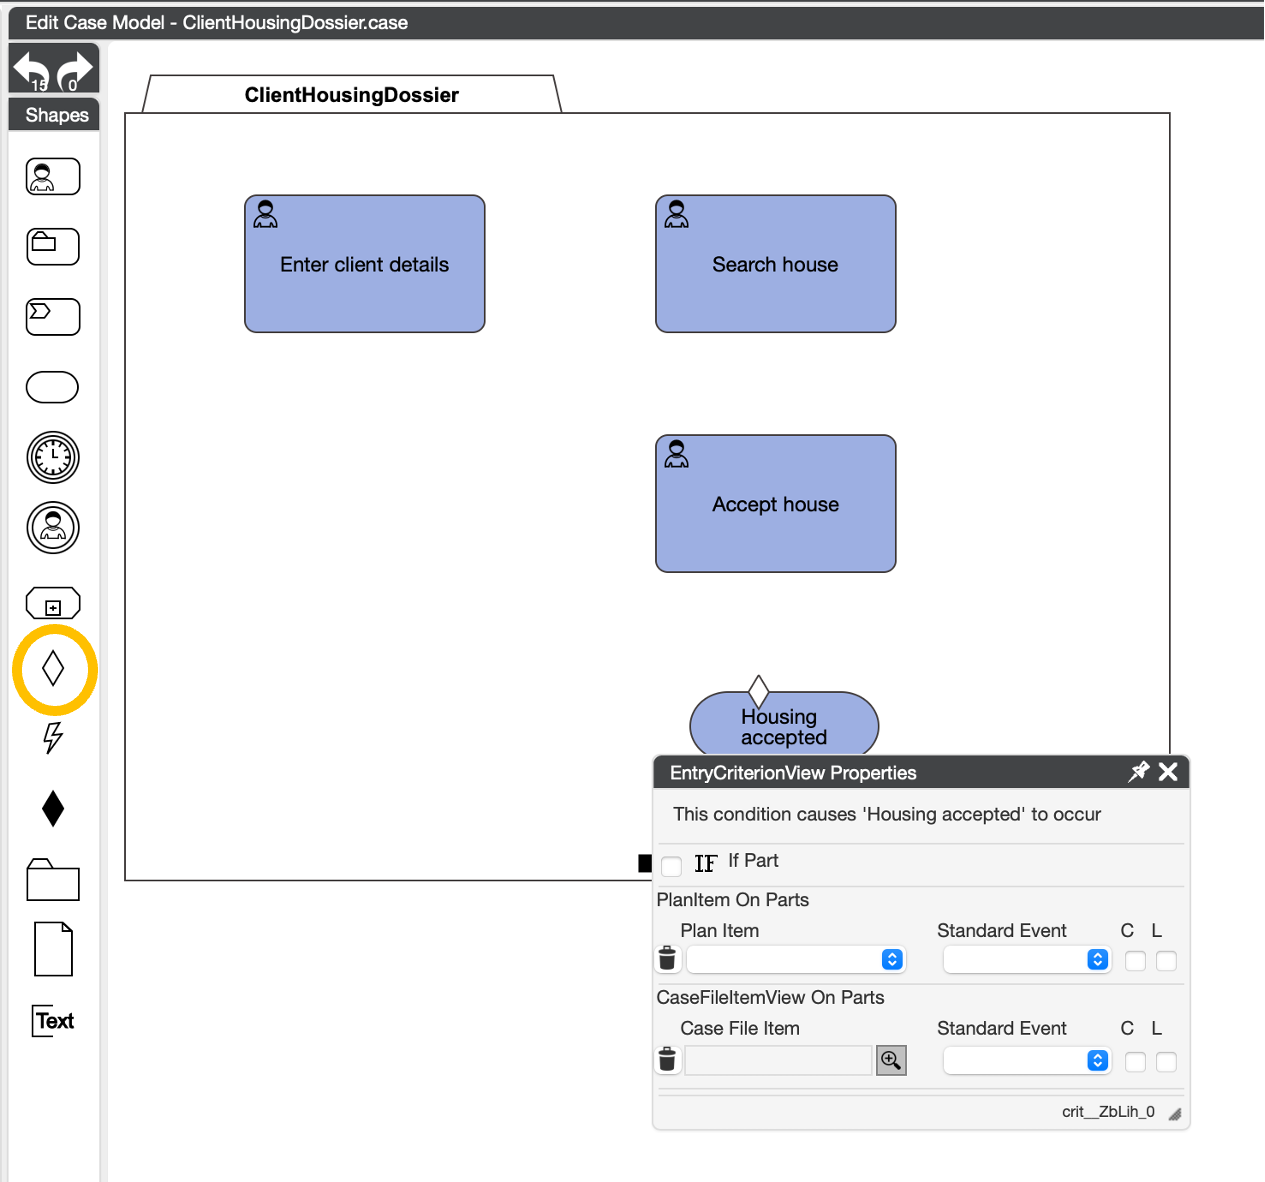 Edit Case Model - ClientHousingDossier.case
15 0
Shapes
ClientHousingDossier
Enter client details
Search house
Accept house
Housing
accepted
EntryCriterionView Properties
This condition causes 'Housing accepted' to occur
IF If Part
PlanItem On Parts
Plan Item Standard Event C L
CaseFileItemView On Parts
Case File Item Standard Event C L
Text
crit__ZbLih_0